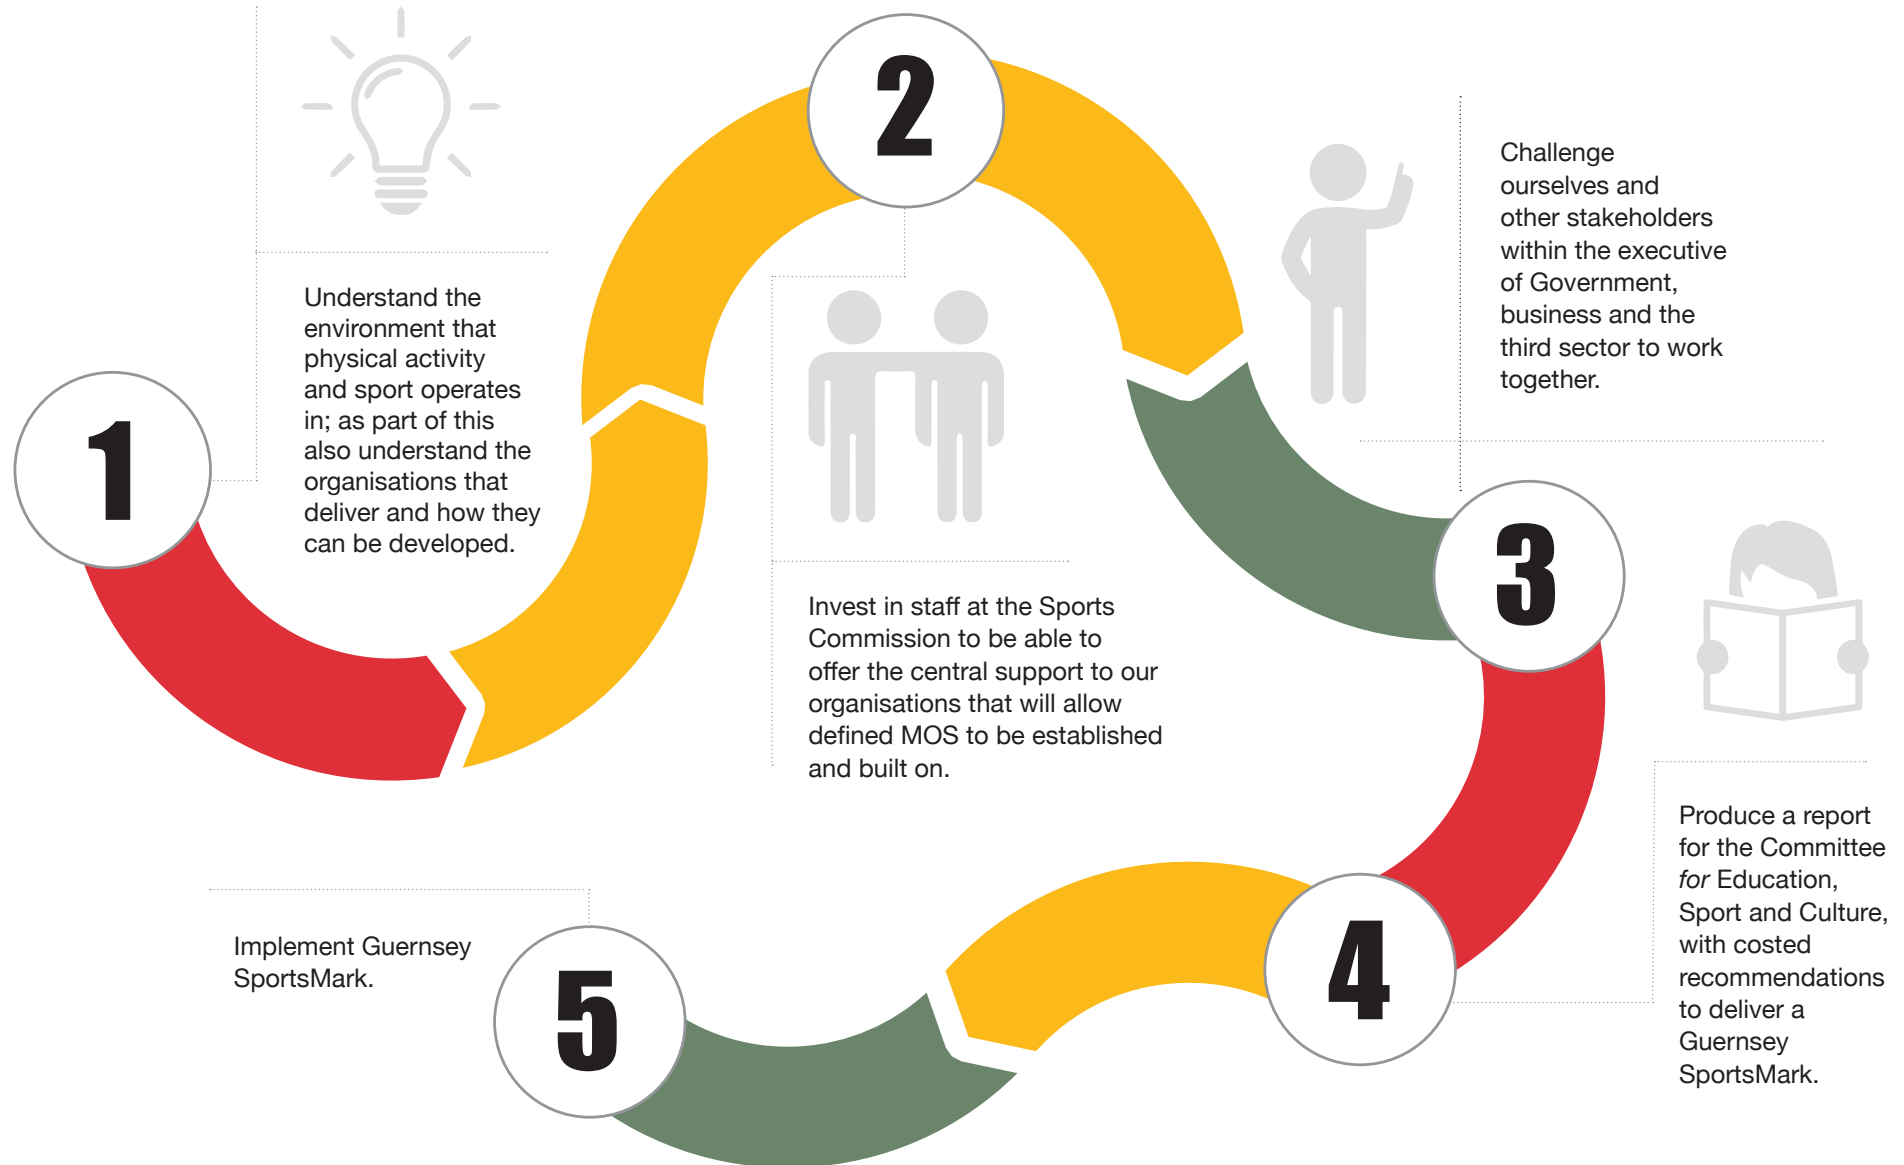 1
Understand the
environment that
physical activity
and sport operates
in; as part of this
also understand the
organisations that
deliver and how they
can be developed.
2
Invest in staff at the Sports
Commission to be able to
offer the central support to our
organisations that will allow
defined MOS to be established
and built on.
3
Challenge
ourselves and
other stakeholders
within the executive
of Government,
business and the
third sector to work
together.
4
Produce a report
for the Committee
for Education,
Sport and Culture,
with costed
recommendations
to deliver a
Guernsey
SportsMark.
5
Implement Guernsey
SportsMark.